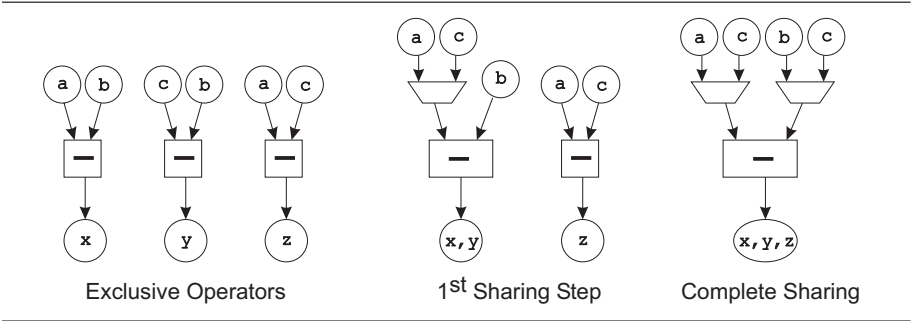 a c a c b c
a b c b a c b a c
− − − − − −
x y z x,y z x,y,z
Exclusive Operators 1st Sharing Step Complete Sharing